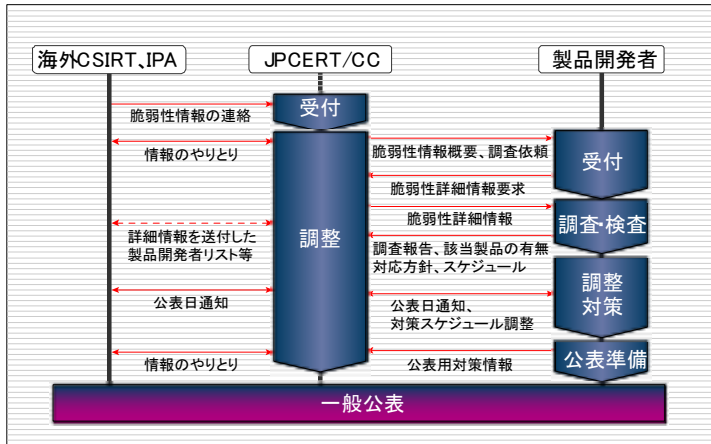 海外CSIRT、IPA
JPCERT/CC
製品開発者
受付
脆弱性情報の連絡
情報のやりとり
脆弱性情報概要、調査依頼
受付
脆弱性詳細情報要求
脆弱性詳細情報
調査・検査
調整
詳細情報を送付した
製品開発者リスト等
調査報告、該当製品の有無
対応方針、スケジュール
調整
対策
公表日通知
公表日通知、
対策スケジュール調整
情報のやりとり
公表用対策情報
公表準備
一般公表